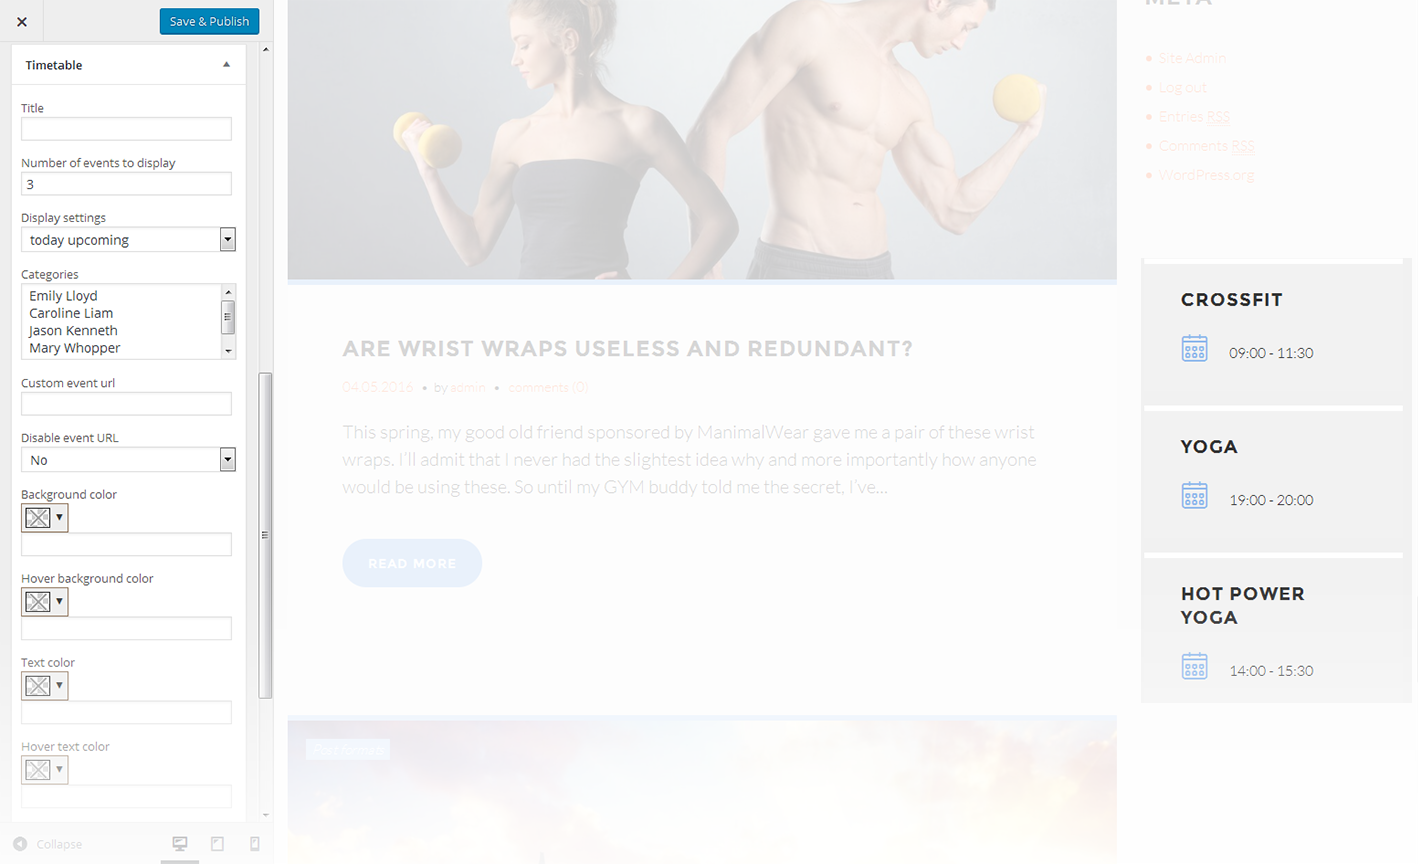 Save & Publish
Timetable
Title
Number of events to display
3
Display settings
today upcoming
Categories
Emily Lloyd
Caroline Liam
Jason Kenneth
Mary Whopper
Custom event url
Disable event URL
No
Background color
Hover background color
Text color
Hover text color
Collapse
ARE WRIST WRAPS USELESS AND REDUNDANT?
04.05.2016 • by admin • comments (0)
This spring, my good old friend sponsored by ManimalWear gave me a pair of these wrist
wraps. I'll admit that I never had the slightest idea why and more importantly how anyone
would be using these. So until my GYM buddy told me the secret, I've...
READ MORE
Post formats
META
Site Admin
Log out
Entries RSS
Comments RSS
WordPress.org
CROSSFIT
09:00 - 11:30
YOGA
19:00 - 20:00
HOT POWER
YOGA
14:00 - 15:30